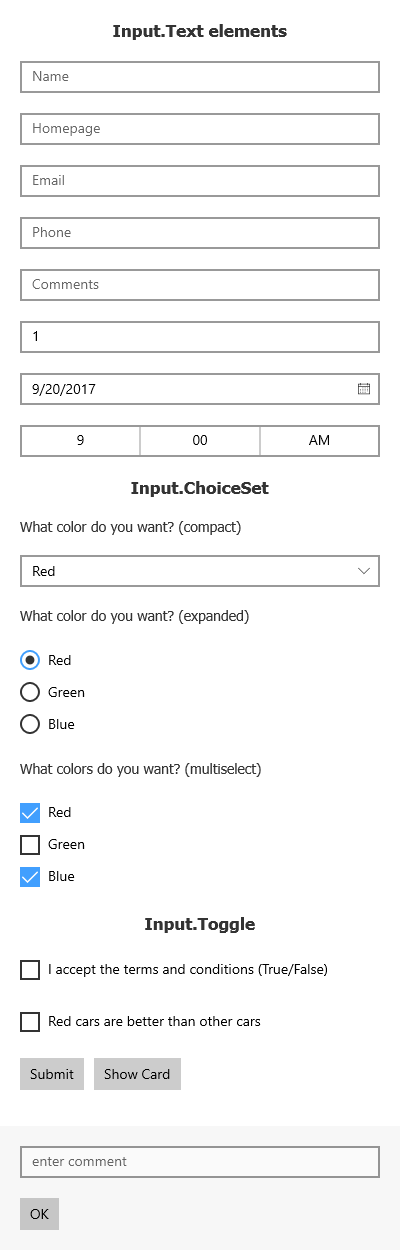 Input.Text elements
Name
Homepage
Email
Phone
Comments
1
9/20/2017
9 00 AM
Input.ChoiceSet
What color do you want? (compact)
Red
What color do you want? (expanded)
Red
Green
Blue
What colors do you want? (multiselect)
Red
Green
Blue
Input.Toggle
I accept the terms and conditions (True/False)
Red cars are better than other cars
Submit Show Card
enter comment
OK